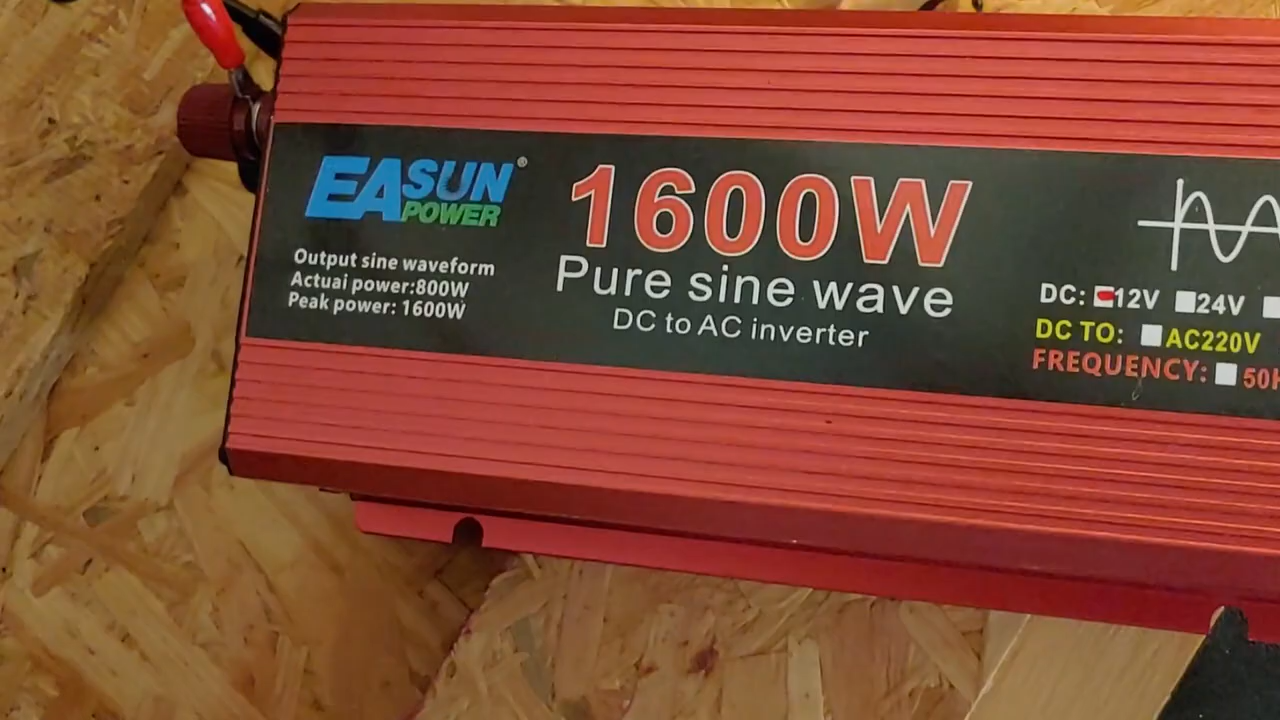 EASUN®
POWER
Output sine waveform
Actuai power:800W
Peak power: 1600W
1600W
Pure sine wave
DC to AC inverter
DC: 12V 24V
DC TO: AC220V
FREQUENCY: 50H